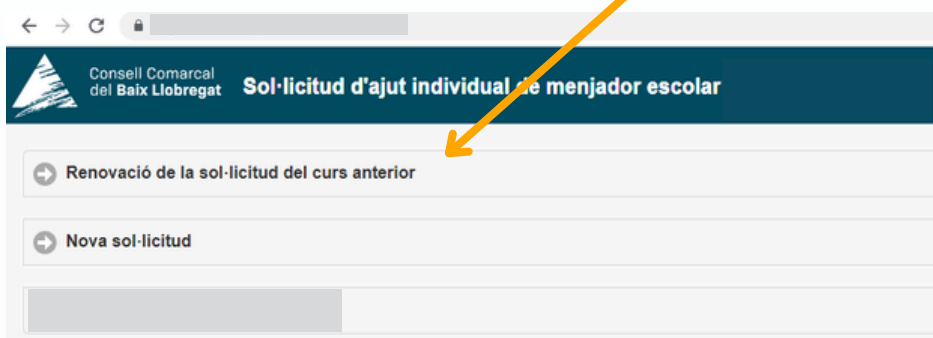 Consell Comarcal
del Baix Llobregat
Sol·licitud d'ajut individual de menjador escolar
Renovació de la sol·licitud del curs anterior
Nova sol·licitud